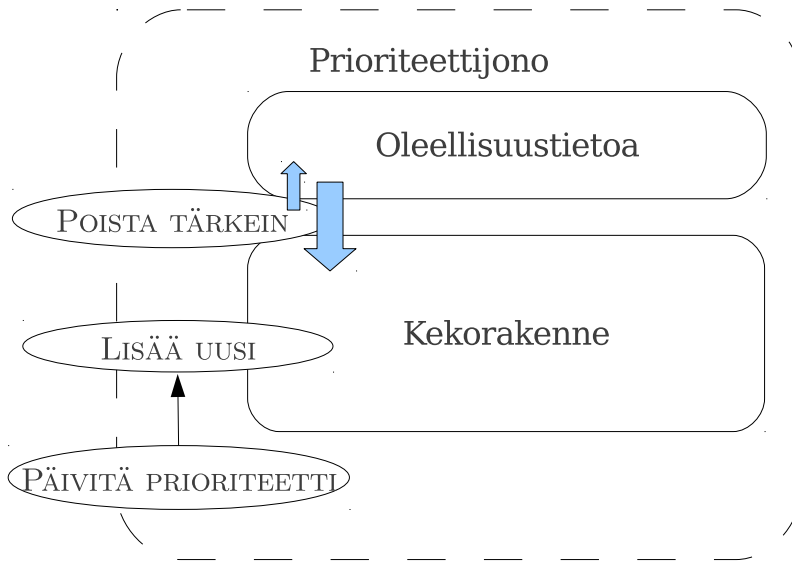 Prioriteettijono
Oleellisuustietoa
Poista tärkein
Kekorakenne
Lisää uusi
Päivitä prioriteetti